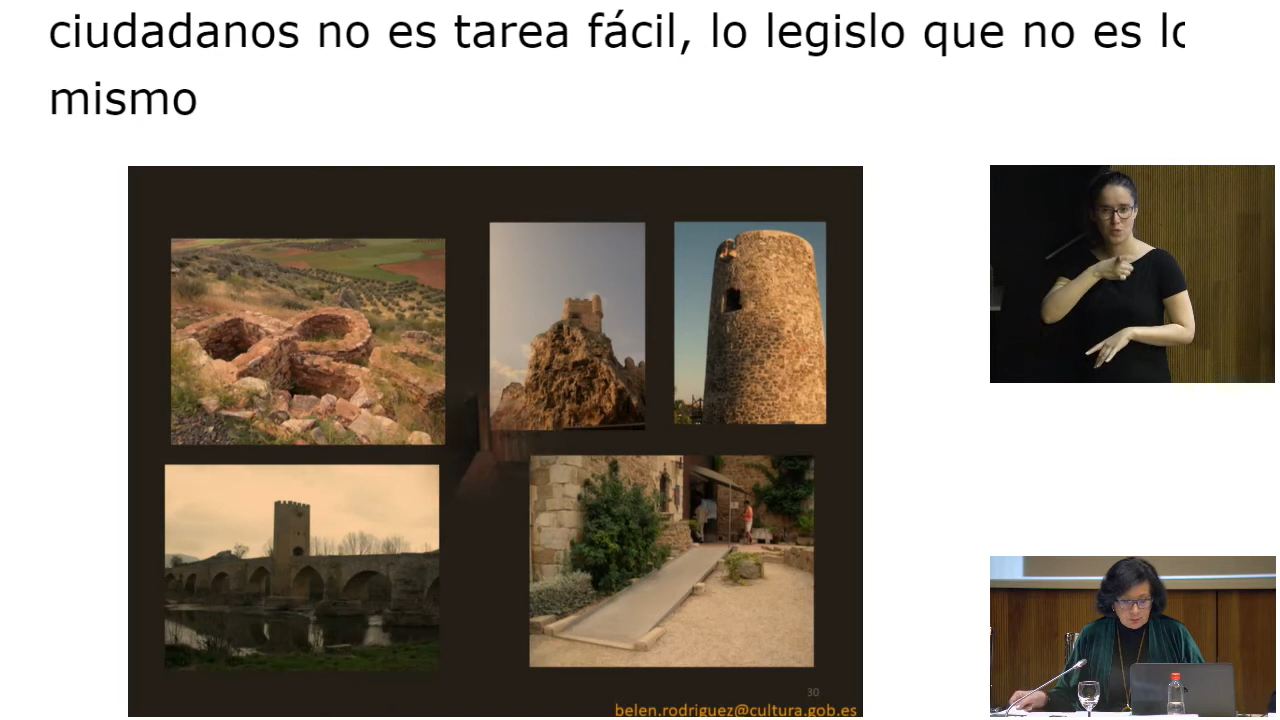 ciudadanos no es tarea fácil, lo legislo que no es lo
mismo
30
belen.rodriguez@cultura.gob.es